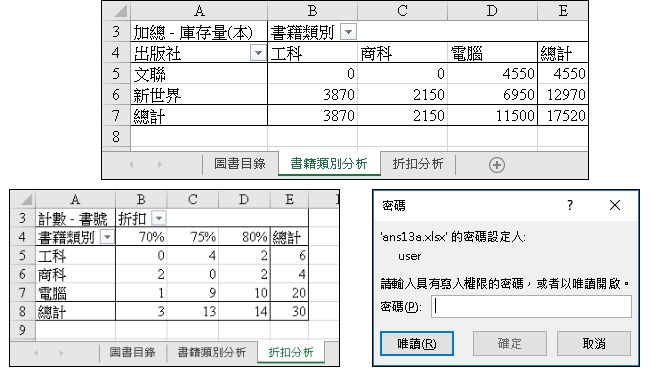 A B C D E
3 加總 - 庫存量(本) 書籍類別
4 出版社 工科 商科 電腦 總計
5 文聯 0 0 4550 4550
6 新世界 3870 2150 6950 12970
7 總計 3870 2150 11500 17520
8
圖書目錄 書籍類別分析 折扣分析
A B C D E
3 計數 - 書號 折扣
4 書籍類別 70% 75% 80% 總計
5 工科 0 4 2 6
6 商科 2 0 2 4
7 電腦 1 9 10 20
8 總計 3 13 14 30
9
圖書目錄 書籍類別分析 折扣分析
密碼 ?
'ans13a.xlsx' 的密碼設定人:
user
請輸入具有寫入權限的密碼，或者以唯讀開啟。
密碼(P):
唯讀(R) 確定 取消